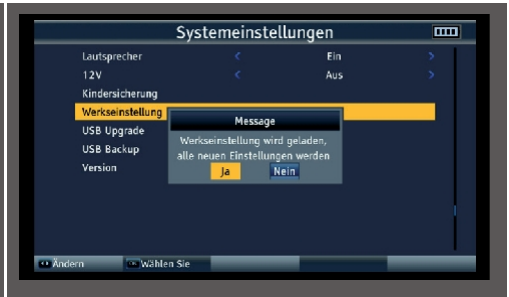 Systemeinstellungen
Lautsprecher < Ein >
12V < Aus >
Kindersicherung
Werkseinstellung
USB Upgrade
USB Backup
Version
Message
Werkseinstellung wird geladen,
alle neuen Einstellungen werden
Ja Nein
Ändern OK Wählen Sie